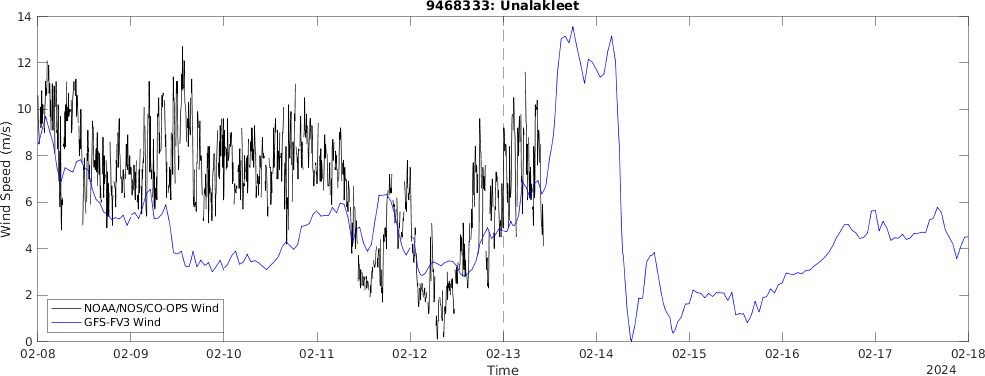 9468333: Unalakleet
14
12
10
8
6
4
2
0
Wind Speed (m/s)
NOAA/NOS/CO-OPS Wind
GFS-FV3 Wind
02-08 02-09 02-10 02-11 02-12 02-13 02-14 02-15 02-16 02-17 02-18
Time
2024